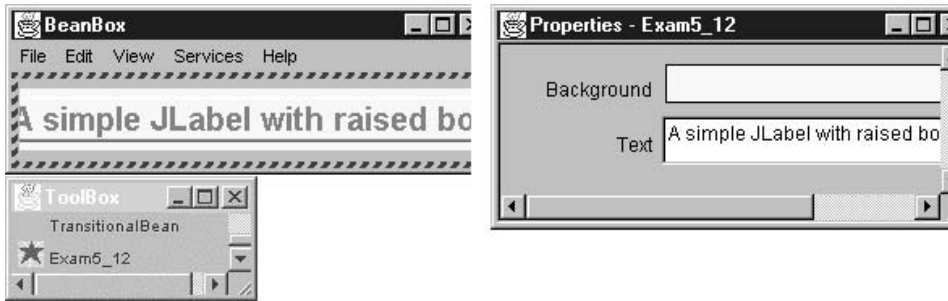 BeanBox
File Edit View Services Help
A simple JLabel with raised bo
ToolBox
TransitionalBean
Exam5_12
Properties - Exam5_12
Background
Text A simple JLabel with raised bo